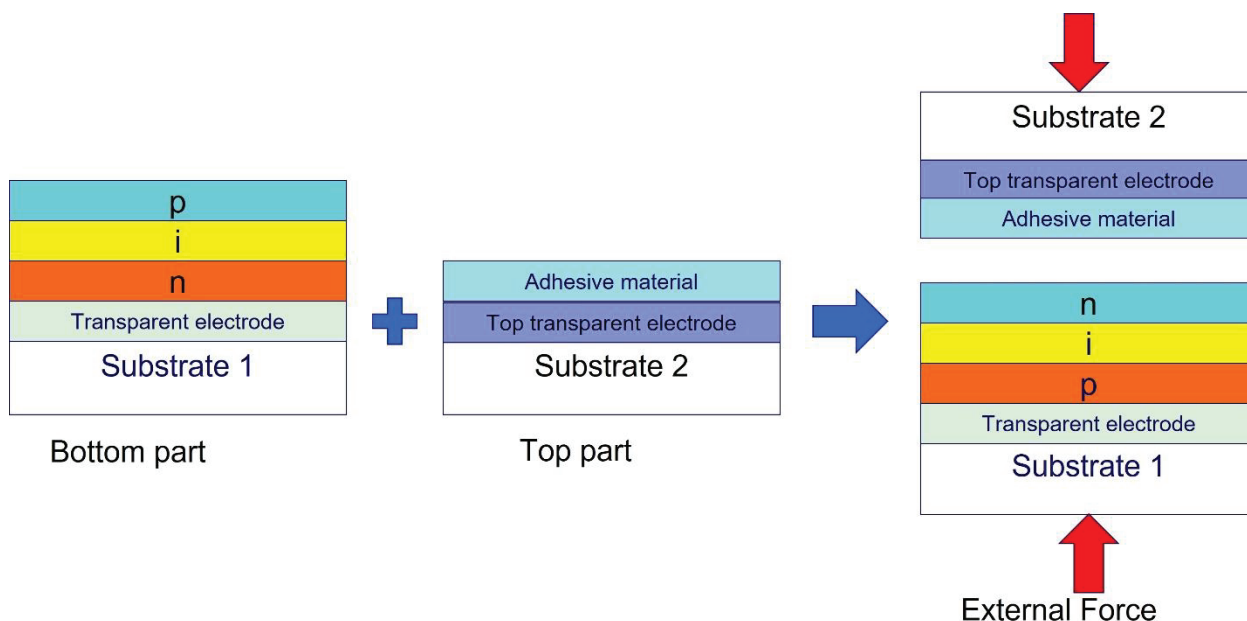 p
i
n
Transparent electrode
Substrate 1
Bottom part
Adhesive material
Top transparent electrode
Substrate 2
Top part
Substrate 2
Top transparent electrode
Adhesive material
n
i
p
Transparent electrode
Substrate 1
External Force